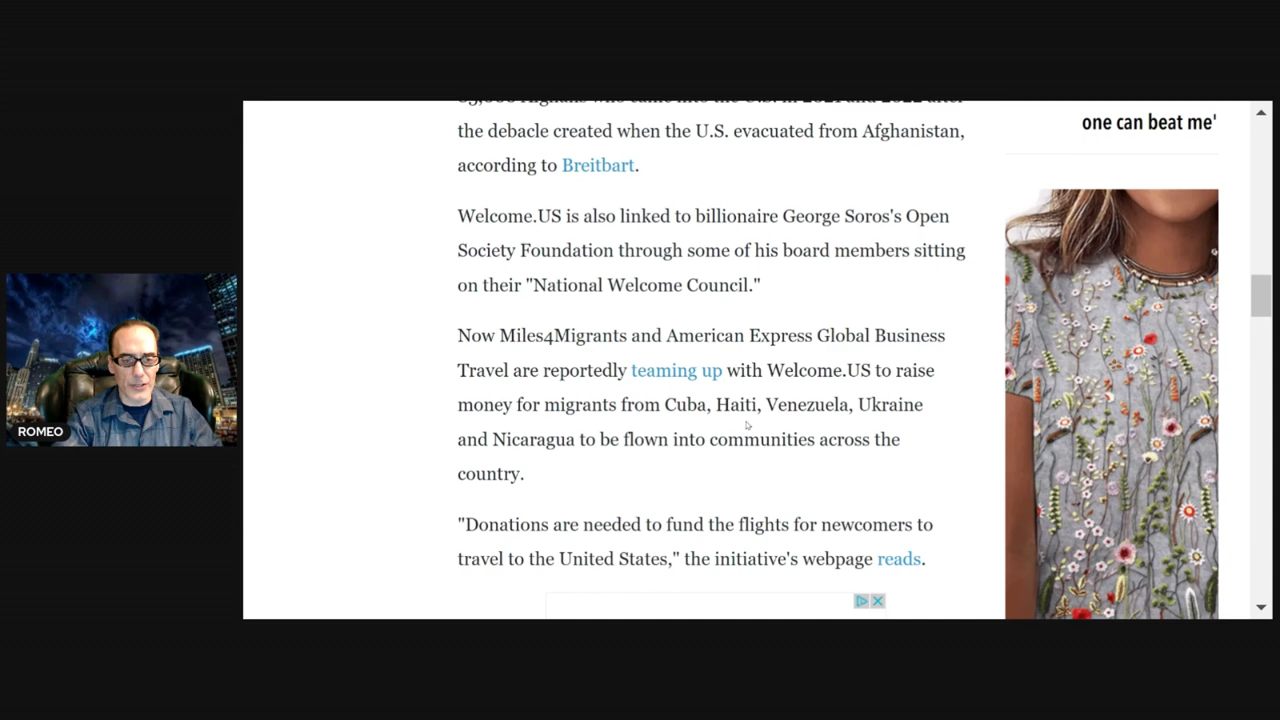 one can beat me'
the debacle created when the U.S. evacuated from Afghanistan,
according to Breitbart.
Welcome.US is also linked to billionaire George Soros's Open
Society Foundation through some of his board members sitting
on their "National Welcome Council."
Now Miles4Migrants and American Express Global Business
Travel are reportedly teaming up with Welcome.US to raise
money for migrants from Cuba, Haiti, Venezuela, Ukraine
and Nicaragua to be flown into communities across the
country.
"Donations are needed to fund the flights for newcomers to
travel to the United States," the initiative's webpage reads.
ROMEO